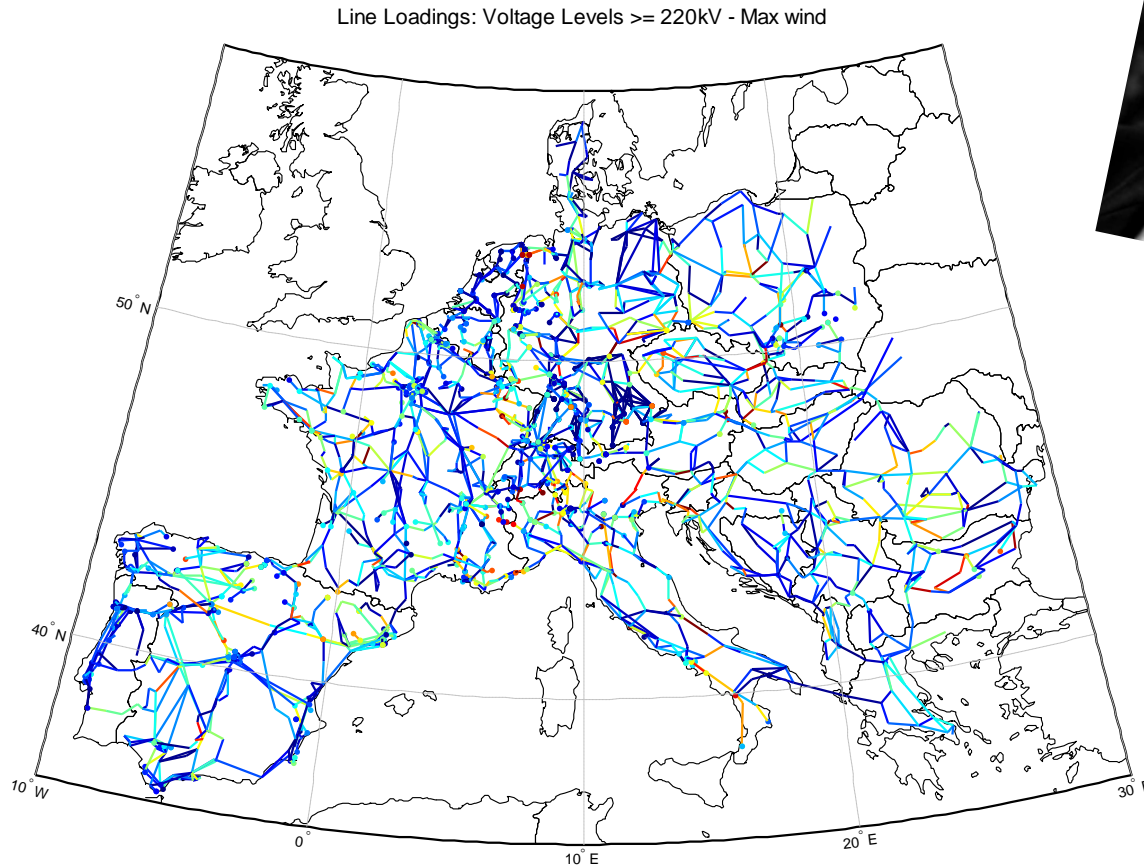 Line Loadings: Voltage Levels >= 220kV - Max wind
50° N
40° N
10° W
0°
10° E
20° E
30° E